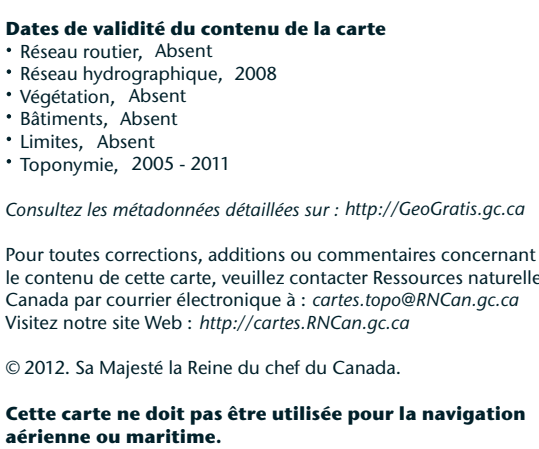 Dates de validité du contenu de la carte
• Réseau routier, Absent
• Réseau hydrographique, 2008
• Végétation, Absent
• Bâtiments, Absent
• Limites, Absent
• Toponymie, 2005 - 2011
Consultez les métadonnées détaillées sur : http://GeoGratis.gc.ca
Pour toutes corrections, additions ou commentaires concernant
le contenu de cette carte, veuillez contacter Ressources naturelle
Canada par courrier électronique à : cartes.topo@RNCan.gc.ca
Visitez notre site Web : http://cartes.RNCan.gc.ca
© 2012. Sa Majesté la Reine du chef du Canada.
Cette carte ne doit pas être utilisée pour la navigation
aérienne ou maritime.